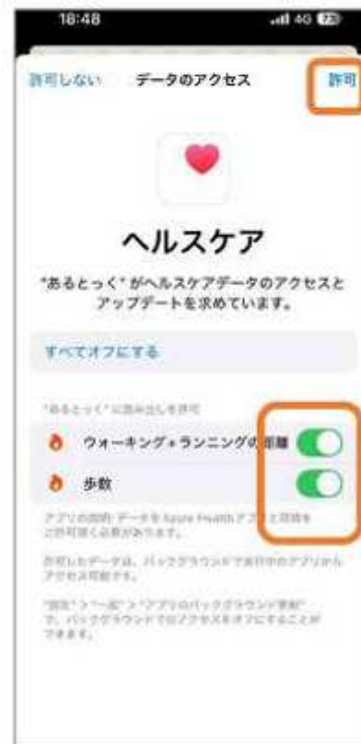 18:48 4G 73
許可しない データのアクセス 許可
ヘルスケア
"あるとっく"がヘルスケアデータのアクセスと
アップデートを求めています。
すべてオフにする
"あるとっく"に読み出しを許可
ウォーキング+ランニングの距離
歩数
アプリの説明: データを Apple Healthアプリと
ご許可頂く必要があります。
許可したデータは、バックグラウンドで実行中のアプリから
アクセス可能です。
"設定">"一般">"アプリのバックグラウンド更新"
で、バックグラウンドでのアクセスをオフにすることが
できます。